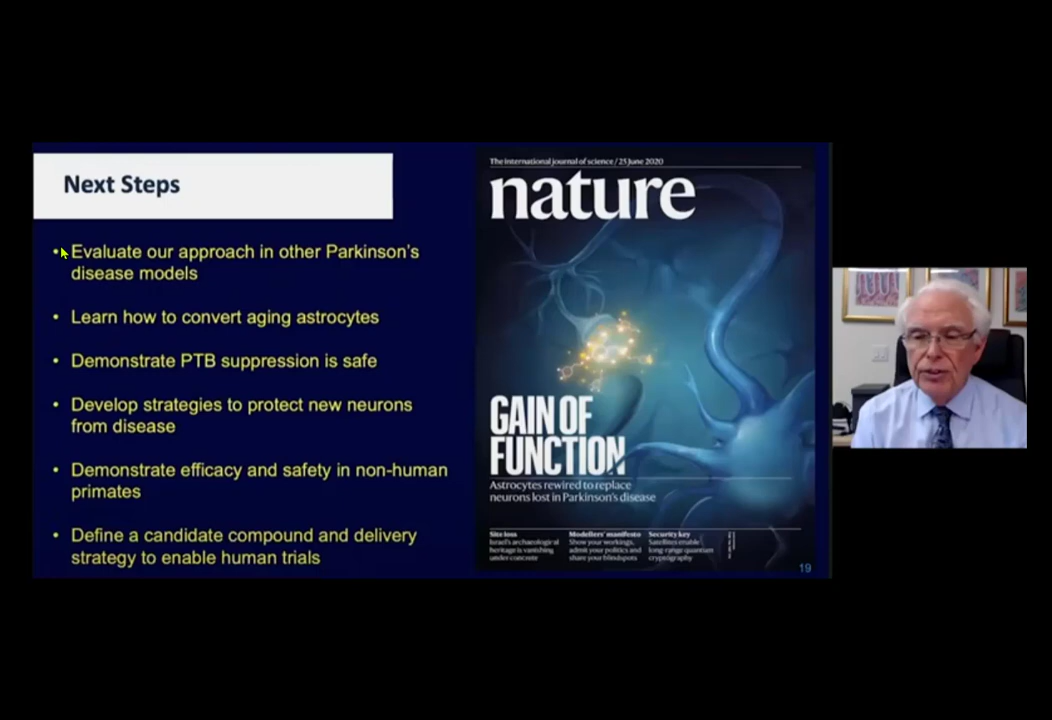 Next Steps
• Evaluate our approach in other Parkinson's
disease models
• Learn how to convert aging astrocytes
• Demonstrate PTB suppression is safe
• Develop strategies to protect new neurons
from disease
• Demonstrate efficacy and safety in non-human
primates
• Define a candidate compound and delivery
strategy to enable human trials
The international journal of science / 25 June 2020
nature
GAIN OF
FUNCTION
Astrocytes rewired to replace
neurons lost in Parkinson's disease
Site loss
Israel's archaeological
heritage is vanishing
under concrete
Modellers' manifesto
Show your workings,
admit your politics and
share your blindspots
Security key
Satellites enable
long-range quantum
cryptography
19